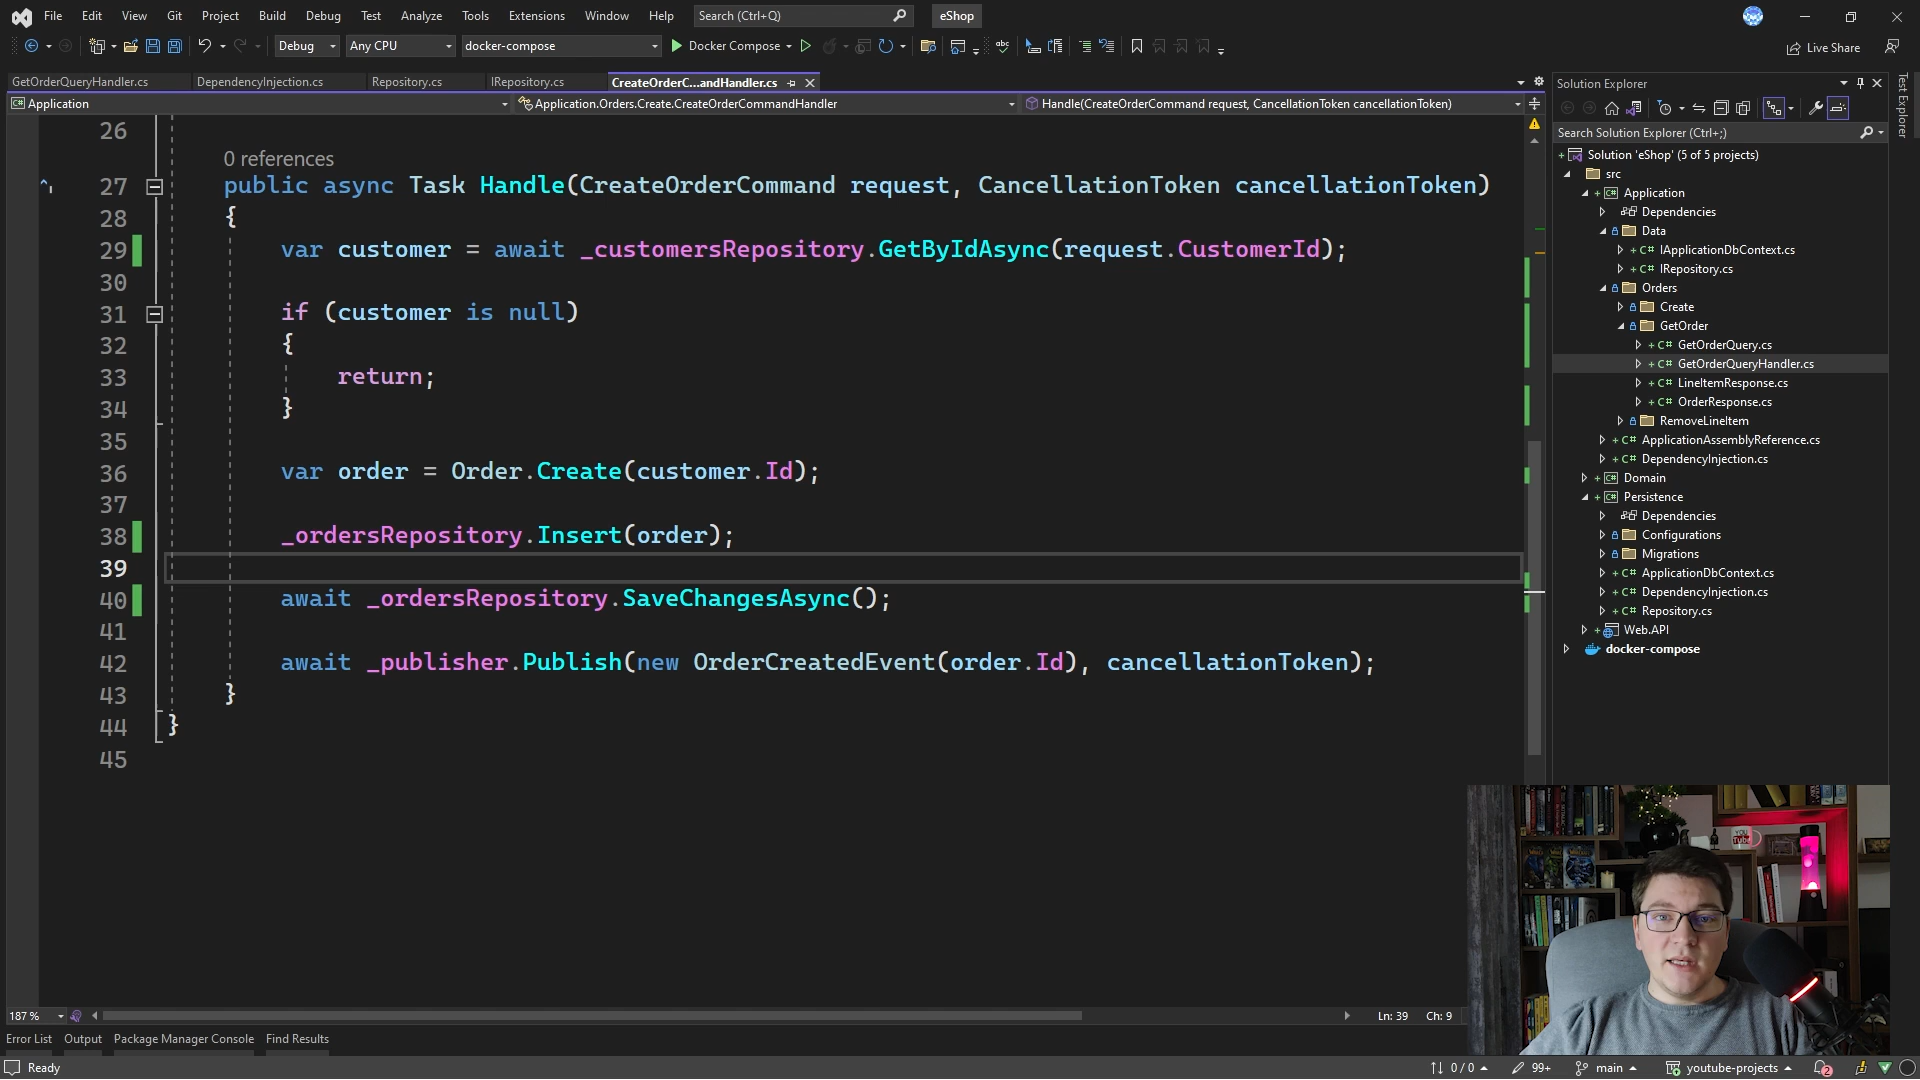 File Edit View Git Project Build Debug Test Analyze Tools Extensions Window Help Search (Ctrl+Q) eShop
Debug Any CPU docker-compose Docker Compose Live Share
GetOrderQueryHandler.cs DependencyInjection.cs Repository.cs IRepository.cs CreateOrderC...andHandler.cs
Application Application.Orders.Create.CreateOrderCommandHandler Handle(CreateOrderCommand request, CancellationToken cancellationToken)
26
0 references
27 public async Task Handle(CreateOrderCommand request, CancellationToken cancellationToken)
28 {
29 var customer = await _customersRepository.GetByIdAsync(request.CustomerId);
30
31 if (customer is null)
32 {
33 return;
34 }
35
36 var order = Order.Create(customer.Id);
37
38 _ordersRepository.Insert(order);
39
40 await _ordersRepository.SaveChangesAsync();
41
42 await _publisher.Publish(new OrderCreatedEvent(order.Id), cancellationToken);
43 }
44 }
45
187 %
Ln: 39 Ch: 9
Error List Output Package Manager Console Find Results
Ready
0 / 0 99+ main youtube-projects 2
Solution Explorer
Search Solution Explorer (Ctrl+;)
Solution 'eShop' (5 of 5 projects)
src
Application
Dependencies
Data
IApplicationDbContext.cs
IRepository.cs
Orders
Create
GetOrder
GetOrderQuery.cs
GetOrderQueryHandler.cs
LineItemResponse.cs
OrderResponse.cs
RemoveLineItem
ApplicationAssemblyReference.cs
DependencyInjection.cs
Domain
Persistence
Dependencies
Configurations
Migrations
ApplicationDbContext.cs
DependencyInjection.cs
Repository.cs
Web.API
docker-compose
Test Explorer